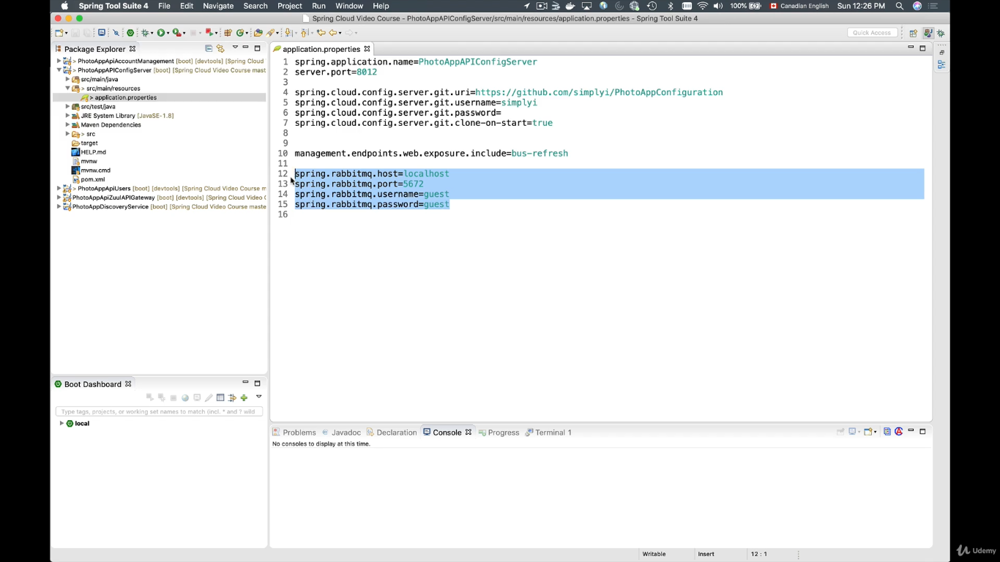 Spring Tool Suite 4 File Edit Navigate Search Project Run Window Help 100% Canadian English Sun 12:26 PM
Spring Cloud Video Course - PhotoAppAPIConfigServer/src/main/resources/application.properties - Spring Tool Suite 4
Quick Access
Package Explorer
> PhotoAppApiAccountManagement [boot] [devtools] [Spring Cloud
> PhotoAppAPIConfigServer [boot] [Spring Cloud Video Course mast
src/main/java
> src/main/resources
> application.properties
src/test/java
JRE System Library [JavaSE-1.8]
Maven Dependencies
> src
target
HELP.md
mvnw
mvnw.cmd
pom.xml
> PhotoAppApiUsers [boot] [devtools] [Spring Cloud Video Course m
PhotoAppApiZuulAPIGateway [boot] [devtools] [Spring Cloud Video
PhotoAppDiscoveryService [boot] [Spring Cloud Video Course master
application.properties
1 spring.application.name=PhotoAppAPIConfigServer
2 server.port=8012
3
4 spring.cloud.config.server.git.uri=https://github.com/simplyi/PhotoAppConfiguration
5 spring.cloud.config.server.git.username=simplyi
6 spring.cloud.config.server.git.password=
7 spring.cloud.config.server.git.clone-on-start=true
8
9
10 management.endpoints.web.exposure.include=bus-refresh
11
12 spring.rabbitmq.host=localhost
13 spring.rabbitmq.port=5672
14 spring.rabbitmq.username=guest
15 spring.rabbitmq.password=guest
16
Boot Dashboard
Type tags, projects, or working set names to match (incl. * and ? wild
local
Problems Javadoc Declaration Console Progress Terminal 1
No consoles to display at this time.
Writable Insert 12 : 1
Udemy